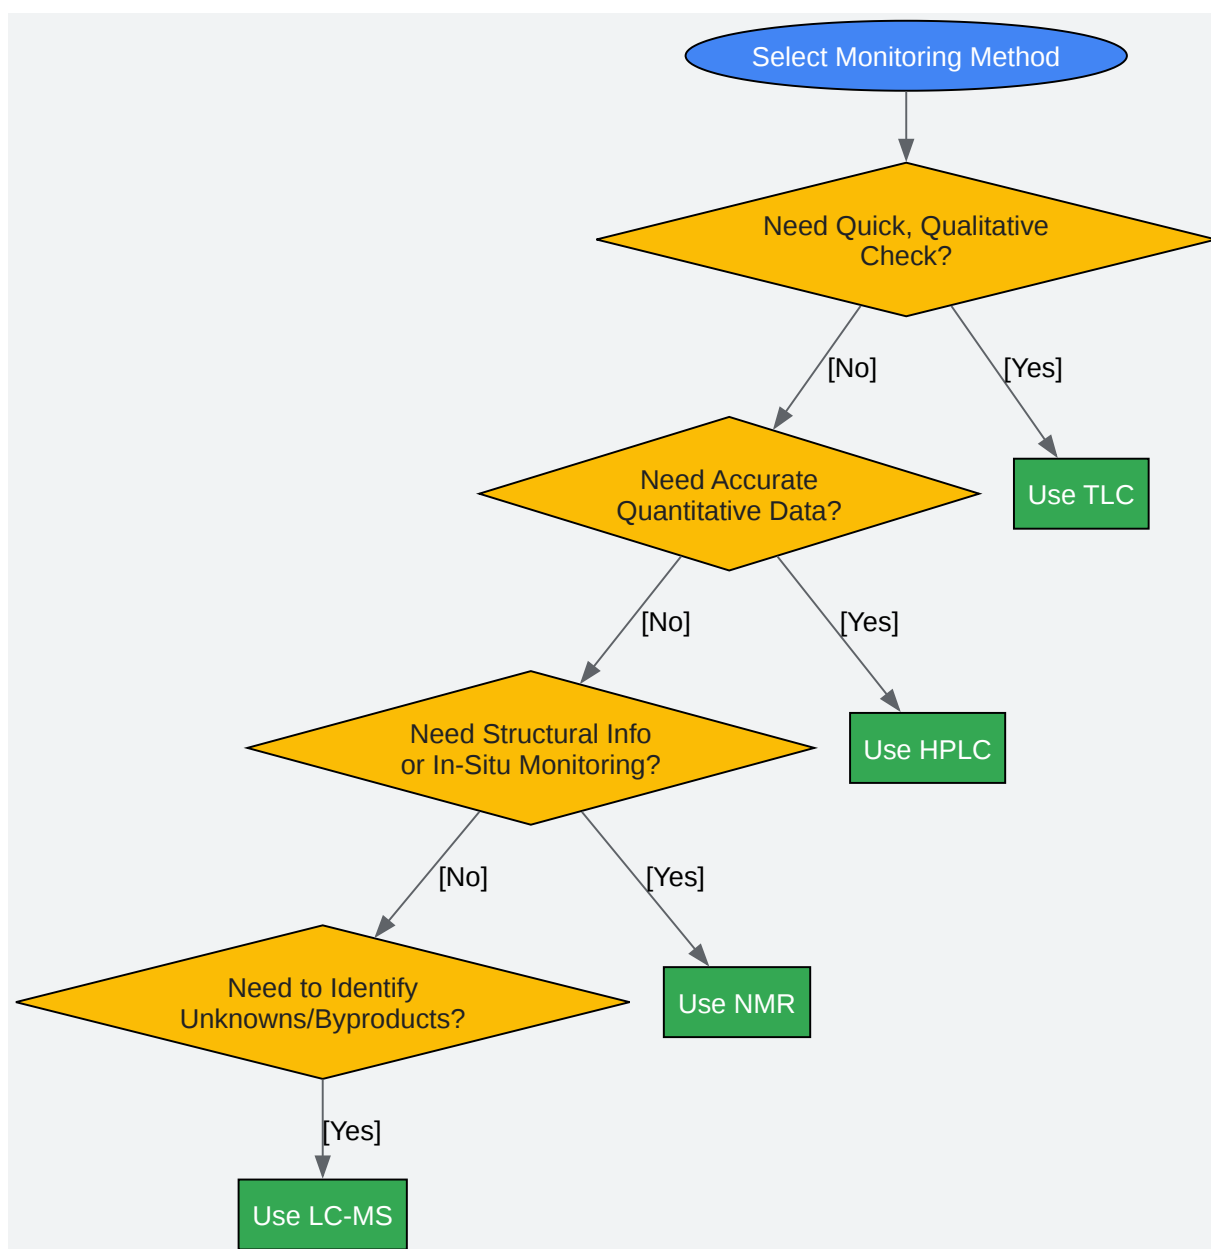 Select Monitoring Method
Need Quick, Qualitative
Check?
[No]
[Yes]
Need Accurate
Quantitative Data?
Use TLC
[No]
[Yes]
Need Structural Info
or In-Situ Monitoring?
Use HPLC
[No]
[Yes]
Need to Identify
Unknowns/Byproducts?
Use NMR
[Yes]
Use LC-MS